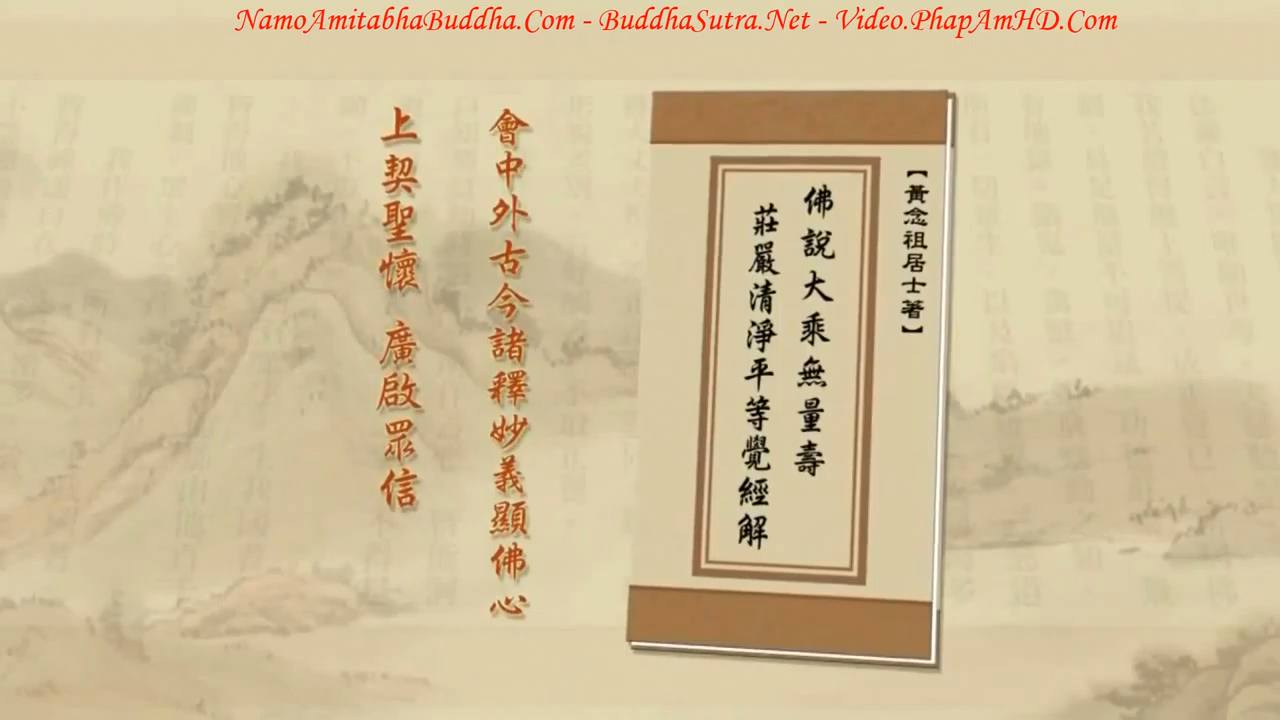 NamoAmitabhaBuddha.Com - BuddhaSutra.Net - Video.PhapAmHD.Com
【黃念祖居士著】
佛說大乘無量壽
莊嚴清淨平等覺經解
會中外古今諸釋妙義顯佛心
上契聖懷 廣啟眾信